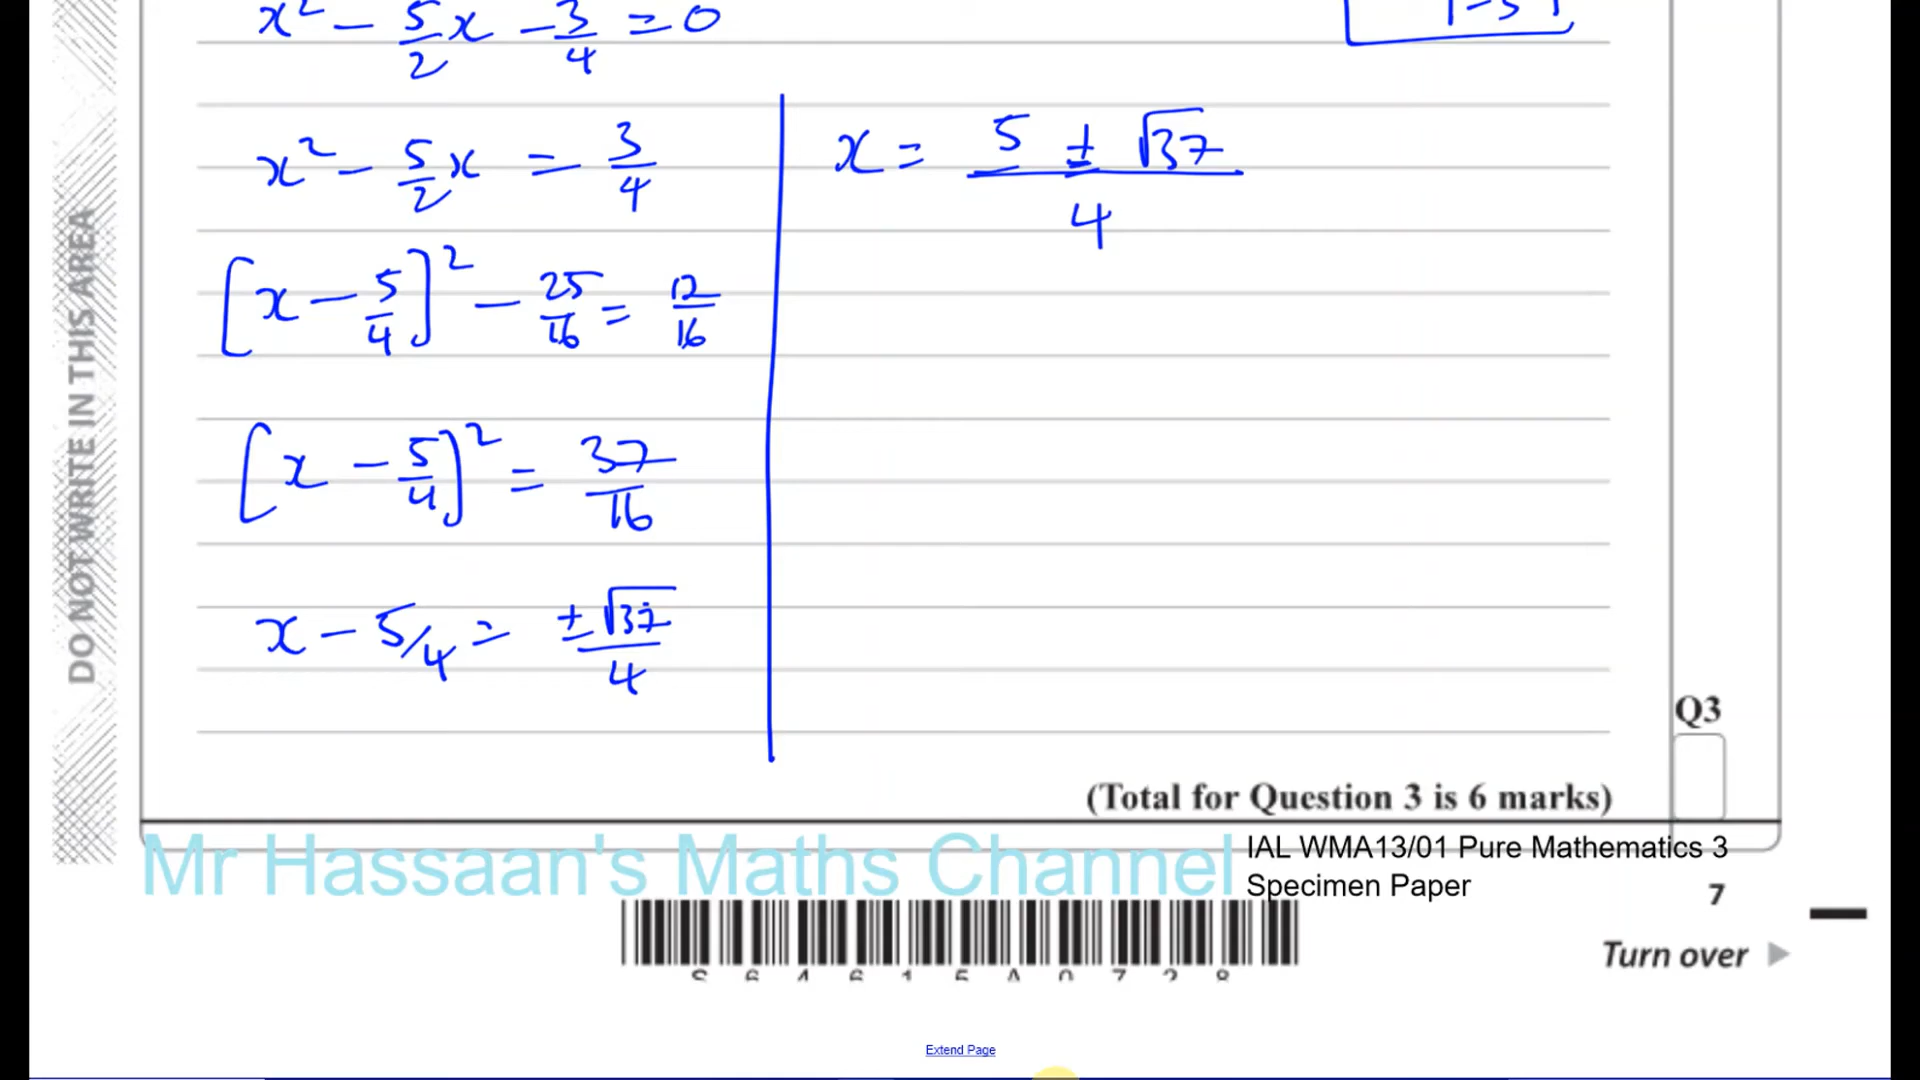 x² - 5/2 x - 3/4 = 0
x² - 5/2 x = 3/4
[x - 5/4]² - 25/16 = 12/16
[x - 5/4]² = 37/16
x - 5/4 = ±√37/4
x = 5 ± √37 / 4
DO NOT WRITE IN THIS AREA
Q3
(Total for Question 3 is 6 marks)
Mr Hassaan's Maths Channel
IAL WMA13/01 Pure Mathematics 3
Specimen Paper
7
Turn over
Extend Page